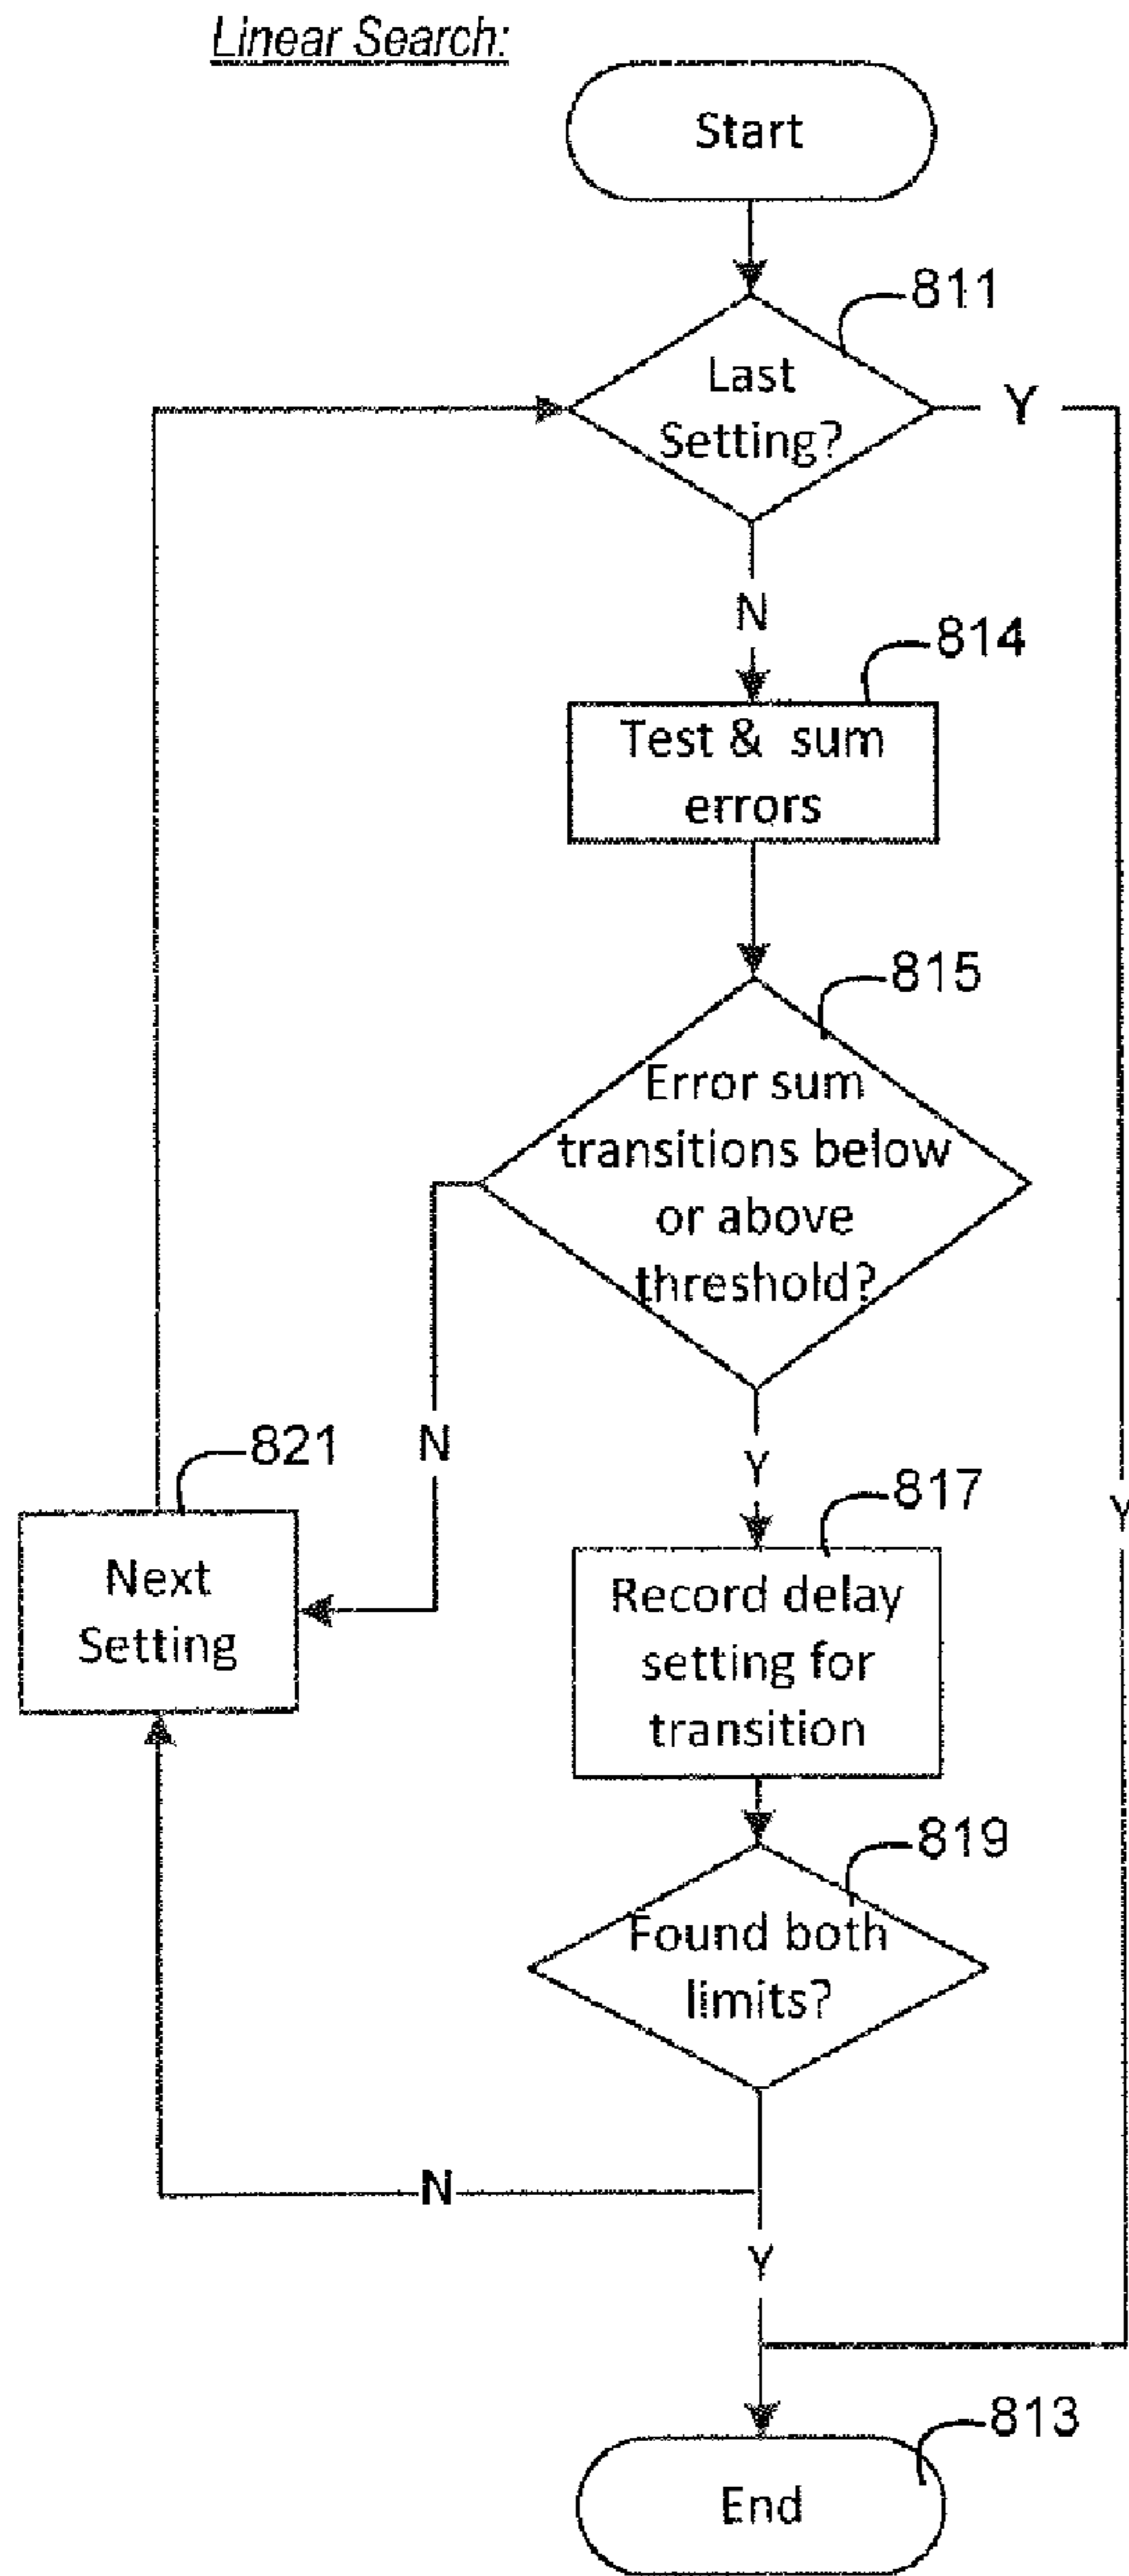 Linear Search:
Start
811
Last
Setting?
Y
N
814
Test & sum
errors
815
Error sum
transitions below
or above
threshold?
N
Y
821
Next
Setting
817
Record delay
setting for
transition
Y
819
Found both
limits?
N
Y
813
End